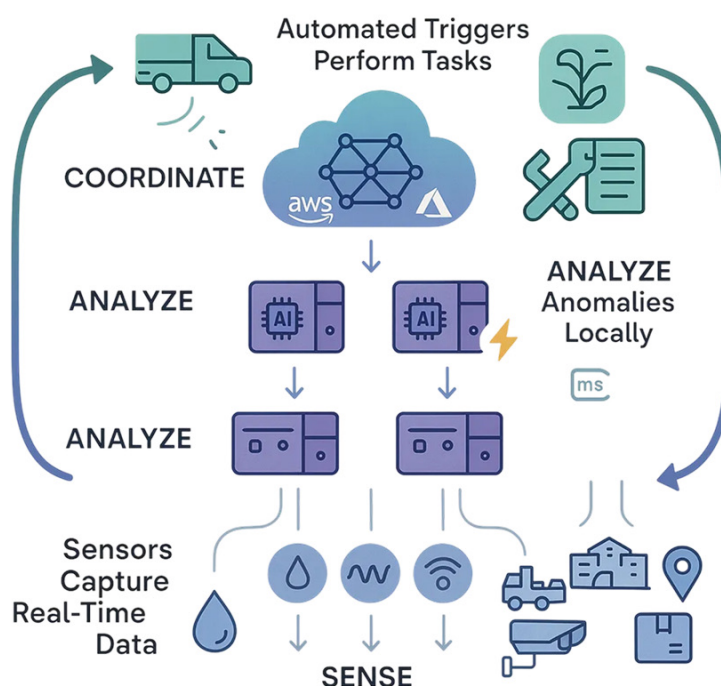 Automated Triggers
Perform Tasks
COORDINATE
aws
ANALYZE
AI
AI
ANALYZE
Anomalies
Locally
ms
ANALYZE
Sensors
Capture
Real-Time
Data
SENSE